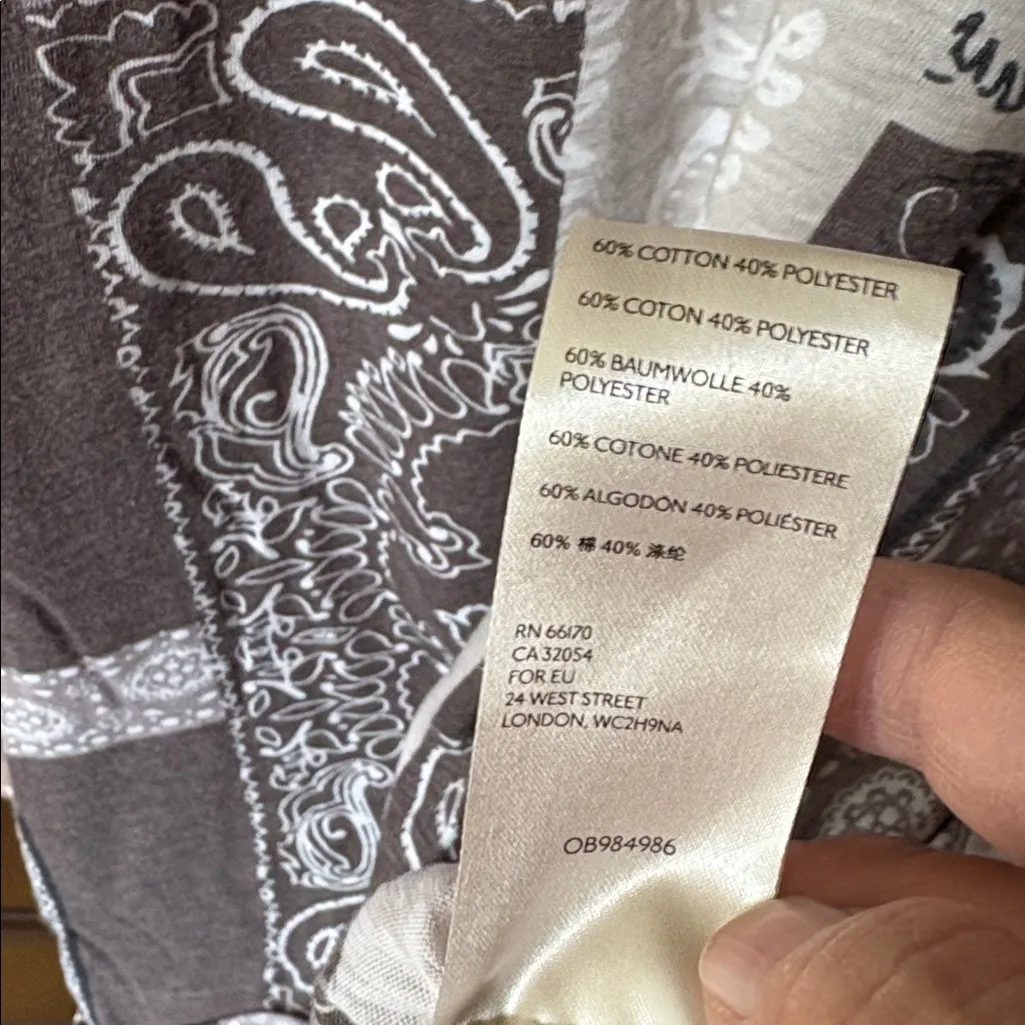 60% COTTON 40% POLYESTER
60% COTON 40% POLYESTER
60% BAUMWOLLE 40%
POLYESTER
60% COTONE 40% POLIESTERE
60% ALGODÓN 40% POLIÉSTER
60% 棉 40% 涤纶
RN 66170
CA 32054
FOR EU
24 WEST STREET
LONDON, WC2H9NA
OB984986